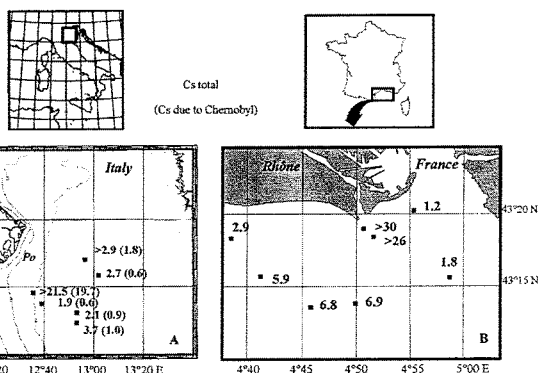 Cs total
(Cs due to Chernobyl)
Italy
Po
>2.9 (1.8)
2.7 (0.6)
>21.5 (19.7)
1.9 (0.6)
2.1 (0.9)
3.7 (1.0)
A
12°40
13°00
13°20
Rhône
France
1.2
2.9
>30
>26
1.8
5.9
6.8
6.9
B
43°20
43°15
4°40
4°45
4°50
4°55
5°00 E